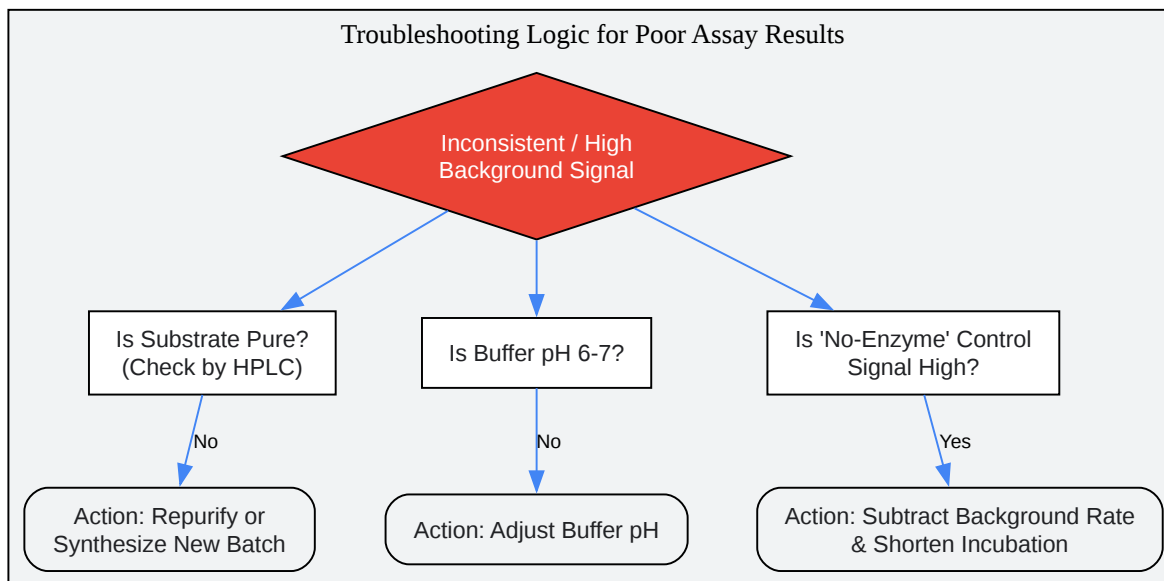 Troubleshooting Logic for Poor Assay Results
Inconsistent / High
Background Signal
Is Substrate Pure?
(Check by HPLC)
Is Buffer pH 6-7?
Is 'No-Enzyme' Control
Signal High?
No
No
Yes
Action: Repurify or
Synthesize New Batch
Action: Adjust Buffer pH
Action: Subtract Background Rate
& Shorten Incubation